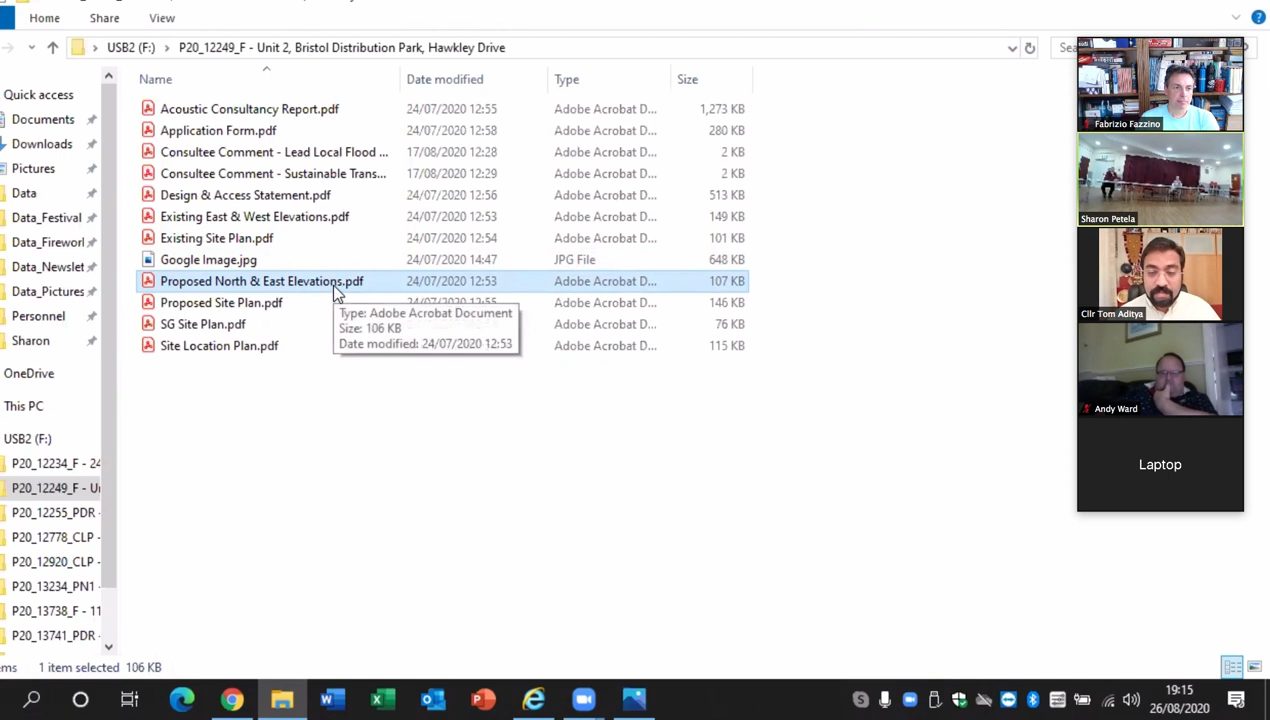 Home Share View
USB2 (F:) P20_12249_F - Unit 2, Bristol Distribution Park, Hawkley Drive
Name Date modified Type Size
Quick access
Documents
Downloads
Pictures
Data
Data_Festival
Data_Firewor
Data_Newslet
Data_Pictures
Personnel
Sharon
OneDrive
This PC
USB2 (F:)
P20_12234_F - 24
P20_12249_F - U
P20_12255_PDR -
P20_12778_CLP -
P20_12920_CLP -
P20_13234_PN1 -
P20_13738_F - 11
P20_13741_PDR -
Acoustic Consultancy Report.pdf 24/07/2020 12:55 Adobe Acrobat D... 1,273 KB
Application Form.pdf 24/07/2020 12:58 Adobe Acrobat D... 280 KB
Consultee Comment - Lead Local Flood ... 17/08/2020 12:28 Adobe Acrobat D... 2 KB
Consultee Comment - Sustainable Trans... 17/08/2020 12:29 Adobe Acrobat D... 2 KB
Design & Access Statement.pdf 24/07/2020 12:56 Adobe Acrobat D... 513 KB
Existing East & West Elevations.pdf 24/07/2020 12:53 Adobe Acrobat D... 149 KB
Existing Site Plan.pdf 24/07/2020 12:54 Adobe Acrobat D... 101 KB
Google Image.jpg 24/07/2020 14:47 JPG File 648 KB
Proposed North & East Elevations.pdf 24/07/2020 12:53 Adobe Acrobat D... 107 KB
Proposed Site Plan.pdf 24/07/2020 12:55 Adobe Acrobat D... 146 KB
SG Site Plan.pdf Adobe Acrobat D... 76 KB
Site Location Plan.pdf Adobe Acrobat D... 115 KB
Type: Adobe Acrobat Document
Size: 106 KB
Date modified: 24/07/2020 12:53
Fabrizio Fazzino
Sharon Petela
Cllr Tom Aditya
Andy Ward
Laptop
ems 1 item selected 106 KB
19:15
26/08/2020